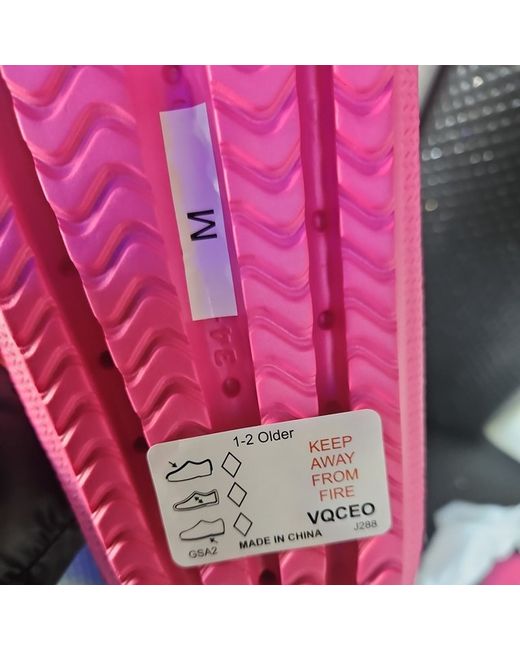 M
34
1-2 Older
KEEP
AWAY
FROM
FIRE
VQCEO
J288
GSA2
MADE IN CHINA